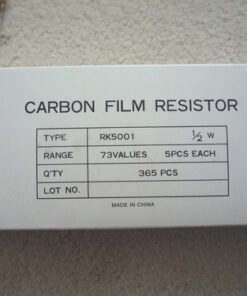 CARBON FILM RESISTOR
TYPE RK5001 ½ W
RANGE 73VALUES 5PCS EACH
Q'TY 365 PCS
LOT NO.
MADE IN CHINA